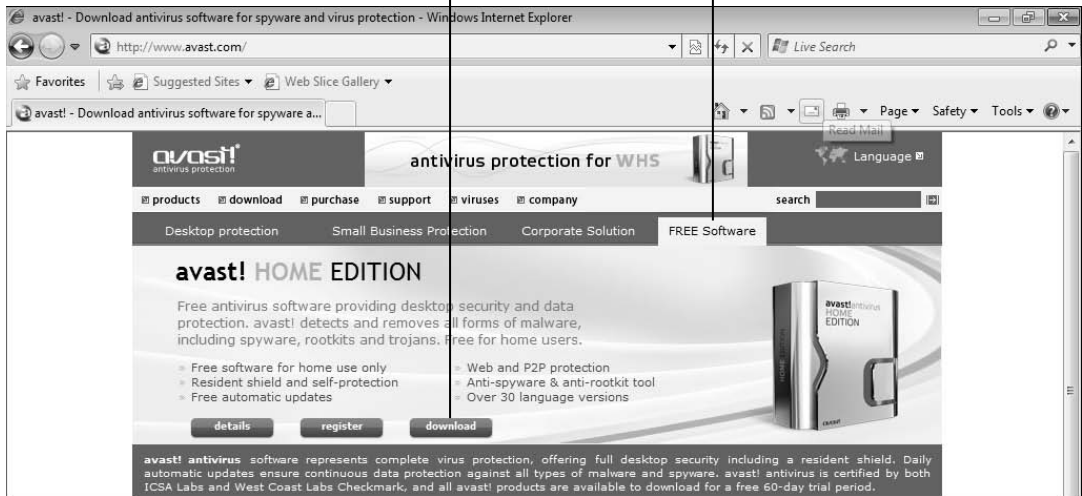 avast! - Download antivirus software for spyware and virus protection - Windows Internet Explorer
http://www.avast.com/
Live Search
Favorites Suggested Sites Web Slice Gallery
avast! - Download antivirus software for spyware a...
Page Safety Tools
Read Mail
avast!
antivirus protection
antivirus protection for WHS
Language
products download purchase support viruses company search
Desktop protection Small Business Protection Corporate Solution FREE Software
avast! HOME EDITION
Free antivirus software providing desktop security and data
protection. avast! detects and removes all forms of malware,
including spyware, rootkits and trojans. Free for home users.
Free software for home use only
Resident shield and self-protection
Free automatic updates
Web and P2P protection
Anti-spyware & anti-rootkit tool
Over 30 language versions
details register download
avast!antivirus
HOME
EDITION
HOME EDITION
avast!
avast! antivirus software represents complete virus protection, offering full desktop security including a resident shield. Daily
automatic updates ensure continuous data protection against all types of malware and spyware. avast! antivirus is certified by both
ICSA Labs and West Coast Labs Checkmark, and all avast! products are available to download for a free 60-day trial period.